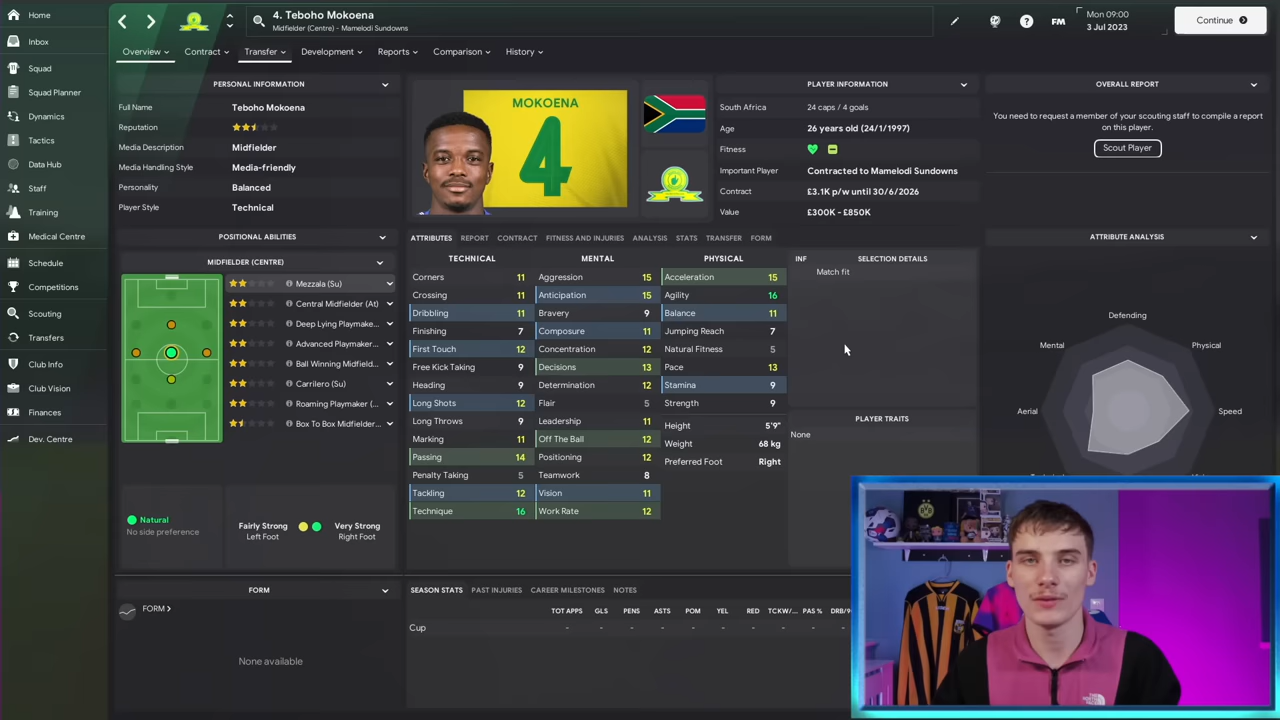 Home
Inbox
Squad
Squad Planner
Dynamics
Tactics
Data Hub
Staff
Training
Medical Centre
Schedule
Competitions
Scouting
Transfers
Club Info
Club Vision
Finances
Dev. Centre
4. Teboho Mokoena
Midfielder (Centre) - Mamelodi Sundowns
FM
Mon 09:00
3 Jul 2023
Continue
Overview Contract Transfer Development Reports Comparison History
PERSONAL INFORMATION
Full Name Teboho Mokoena
Reputation
Media Description Midfielder
Media Handling Style Media-friendly
Personality Balanced
Player Style Technical
MOKOENA
4
PLAYER INFORMATION
South Africa 24 caps / 4 goals
Age 26 years old (24/1/1997)
Fitness
Important Player Contracted to Mamelodi Sundowns
Contract £3.1K p/w until 30/6/2026
Value £300K - £850K
OVERALL REPORT
You need to request a member of your scouting staff to compile a report
on this player.
Scout Player
POSITIONAL ABILITIES
MIDFIELDER (CENTRE)
Mezzala (Su)
Central Midfielder (At)
Deep Lying Playmake...
Advanced Playmaker...
Ball Winning Midfield...
Carrilero (Su)
Roaming Playmaker (...
Box To Box Midfielder...
Natural
No side preference
Fairly Strong
Left Foot
Very Strong
Right Foot
ATTRIBUTES REPORT CONTRACT FITNESS AND INJURIES ANALYSIS STATS TRANSFER FORM
TECHNICAL MENTAL PHYSICAL
Corners 11 Aggression 15 Acceleration 15
Crossing 11 Anticipation 15 Agility 16
Dribbling 11 Bravery 9 Balance 11
Finishing 7 Composure 11 Jumping Reach 7
First Touch 12 Concentration 12 Natural Fitness 5
Free Kick Taking 9 Decisions 13 Pace 13
Heading 9 Determination 12 Stamina 9
Long Shots 12 Flair 5 Strength 9
Long Throws 9 Leadership 11 Height 5'9"
Marking 11 Off The Ball 12 Weight 68 kg
Passing 14 Positioning 12 Preferred Foot Right
Penalty Taking 5 Teamwork 8
Tackling 12 Vision 11
Technique 16 Work Rate 12
INF SELECTION DETAILS
Match fit
PLAYER TRAITS
None
ATTRIBUTE ANALYSIS
Defending
Mental Physical
Aerial Speed
FORM
FORM
None available
SEASON STATS PAST INJURIES CAREER MILESTONES NOTES
TOT APPS GLS PENS ASTS POM YEL RED TCKW/... PAS % DRB/9
Cup - - - - - - - - - -
THE
NORTH
FACE